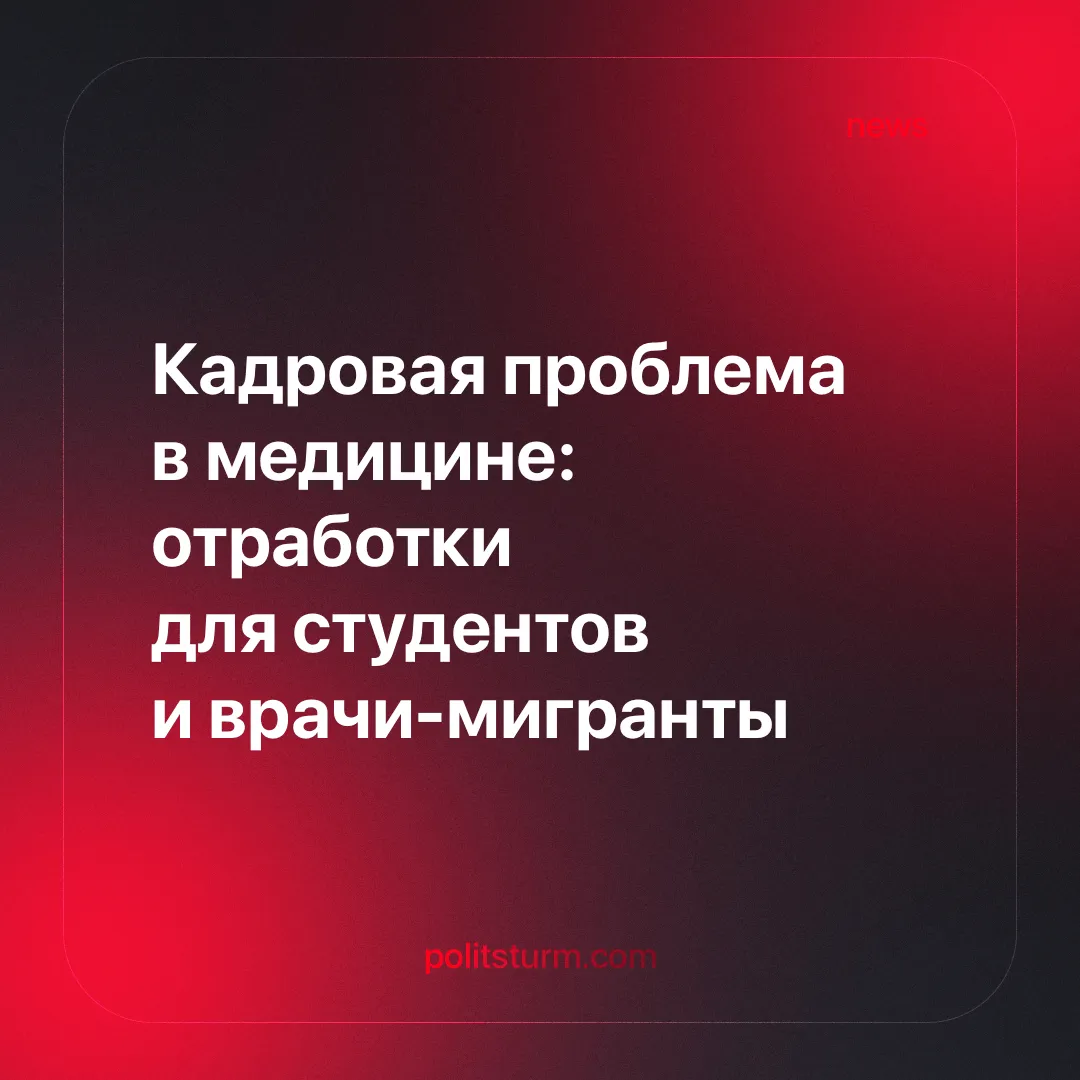 news
Кадровая проблема
в медицине:
отработки
для студентов
и врачи-мигранты
politsturm.com